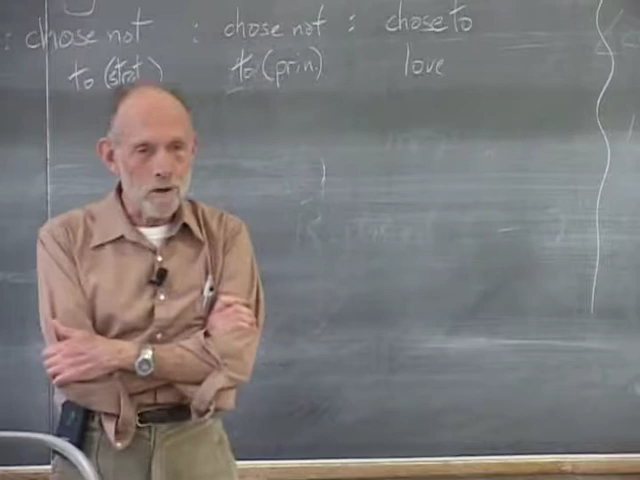 : chose not : chose not : chose to
to (strat) to (prin.) love